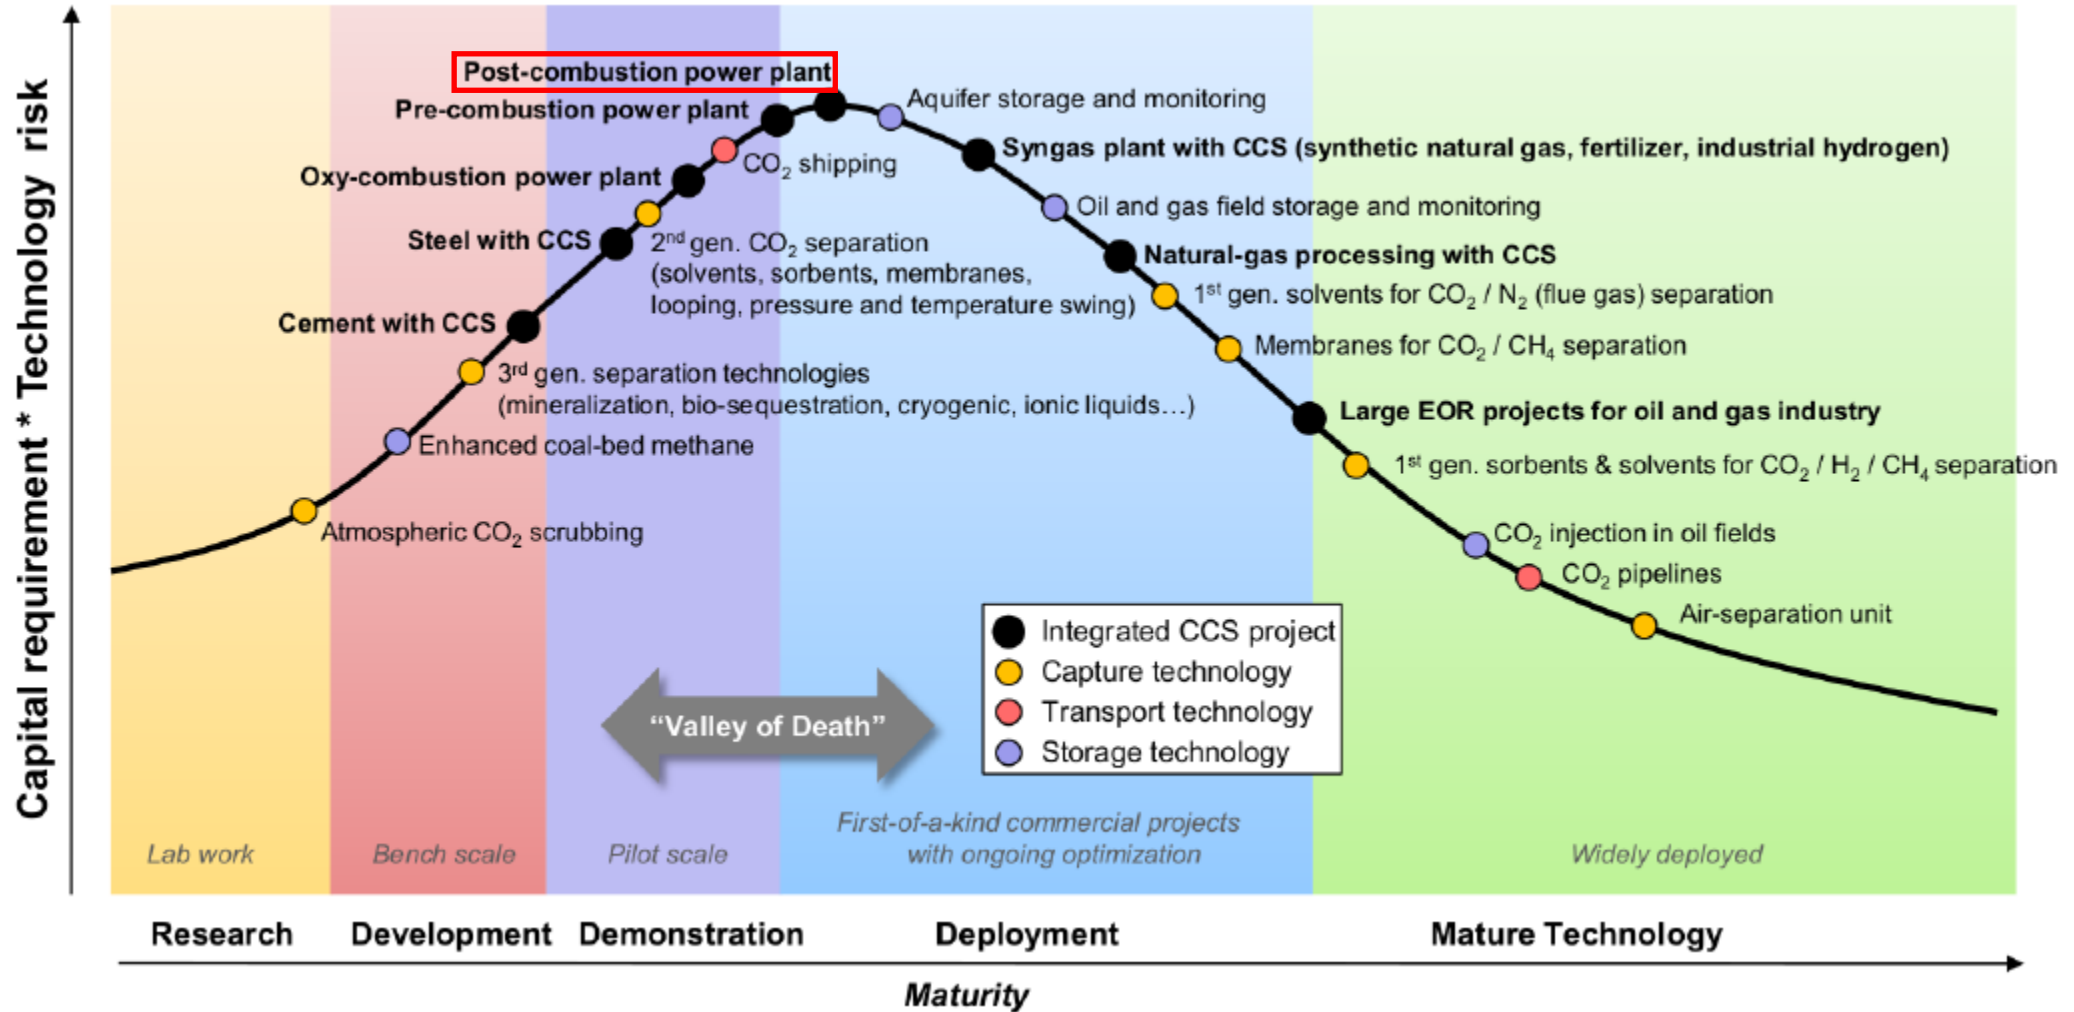 Capital requirement * Technology risk
Post-combustion power plant
Pre-combustion power plant
Aquifer storage and monitoring
Syngas plant with CCS (synthetic natural gas, fertilizer, industrial hydrogen)
CO₂ shipping
Oxy-combustion power plant
Oil and gas field storage and monitoring
Steel with CCS
2nd gen. CO₂ separation
(solvents, sorbents, membranes,
looping, pressure and temperature swing)
Natural-gas processing with CCS
1st gen. solvents for CO₂ / N₂ (flue gas) separation
Cement with CCS
Membranes for CO₂ / CH₄ separation
3rd gen. separation technologies
(mineralization, bio-sequestration, cryogenic, ionic liquids…)
Large EOR projects for oil and gas industry
Enhanced coal-bed methane
1st gen. sorbents & solvents for CO₂ / H₂ / CH₄ separation
Atmospheric CO₂ scrubbing
CO₂ injection in oil fields
CO₂ pipelines
Air-separation unit
Integrated CCS project
Capture technology
Transport technology
Storage technology
“Valley of Death”
Lab work
Bench scale
Pilot scale
First-of-a-kind commercial projects
with ongoing optimization
Widely deployed
Research
Development
Demonstration
Deployment
Mature Technology
Maturity